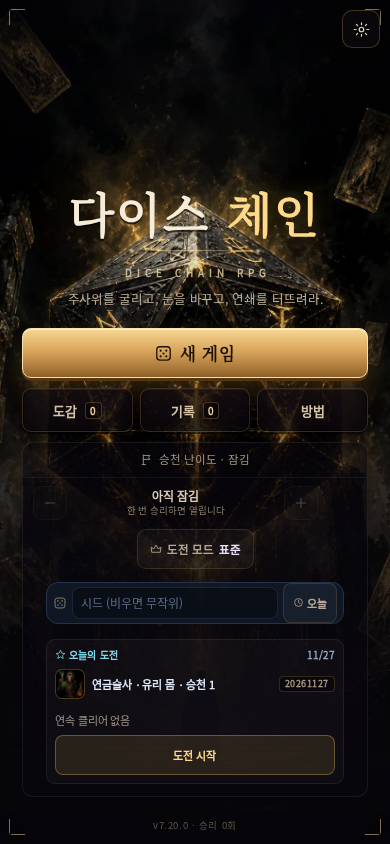 다이스 체인
DICE CHAIN RPG
주사위를 굴리고, 눈을 바꾸고, 연쇄를 터뜨려라.
새 게임
도감 0 기록 0 방법
승천 난이도 · 잠김
아직 잠김
한 번 승리하면 열립니다
도전 모드 표준
시드 (비우면 무작위) 오늘
오늘의 도전 11/27
연금술사 · 유리 몸 · 승천 1 20261127
연속 클리어 없음
도전 시작
v7.20.0 · 승리 0회